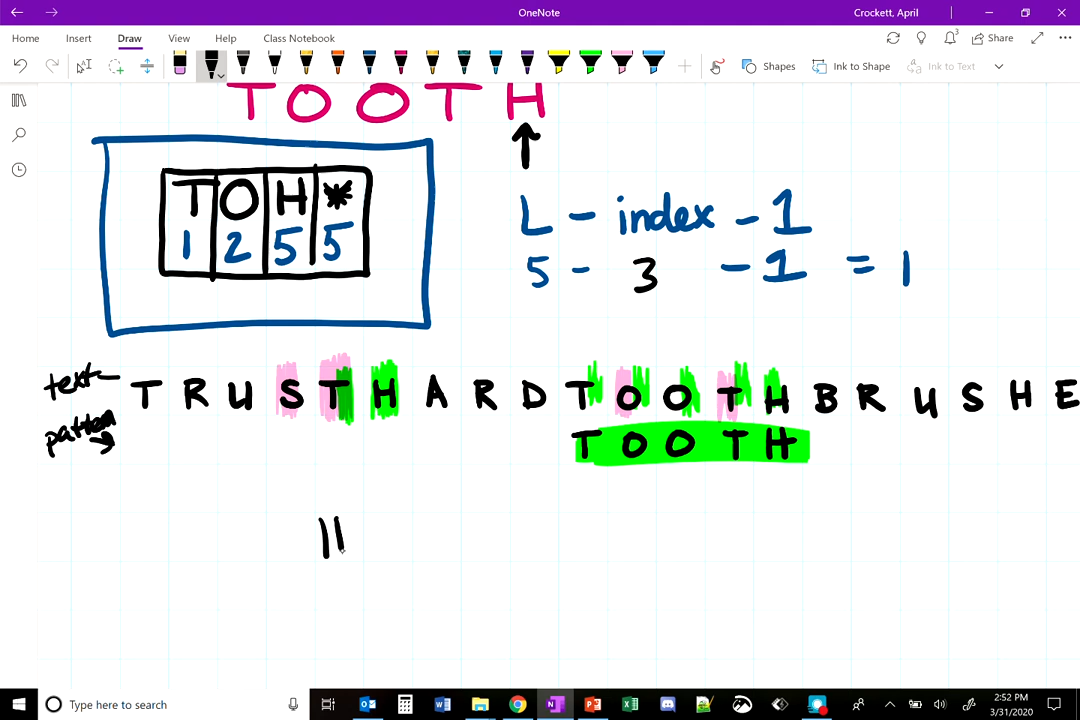 OneNote
Crockett, April
Home Insert Draw View Help Class Notebook
3 Share
Shapes Ink to Shape Ink to Text
T O O T H
T O H *
1 2 5 5
L - index - 1
5 - 3 - 1 = 1
text T R U S T H A R D T O O T H B R U S H E
pattern T O O T H
11
Type here to search
2:52 PM
3/31/2020